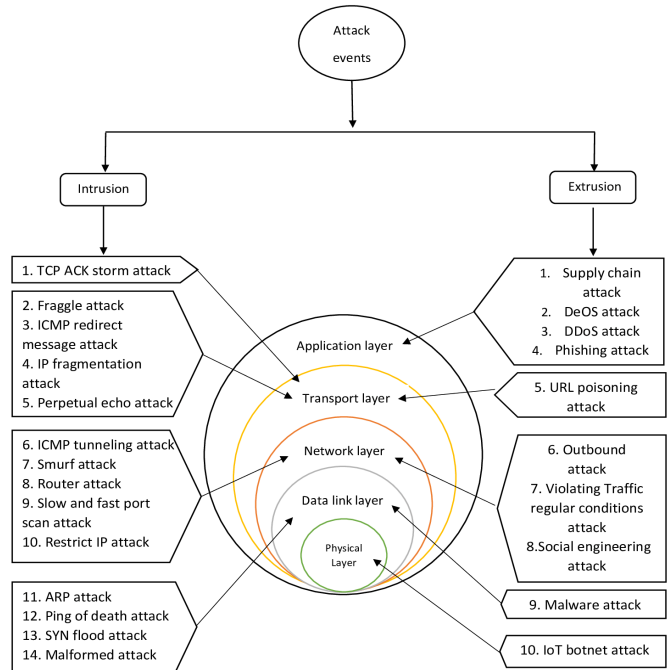 Attack
events
Intrusion
Extrusion
1. TCP ACK storm attack
2. Fraggle attack
3. ICMP redirect
message attack
4. IP fragmentation
attack
5. Perpetual echo attack
6. ICMP tunneling attack
7. Smurf attack
8. Router attack
9. Slow and fast port
scan attack
10. Restrict IP attack
11. ARP attack
12. Ping of death attack
13. SYN flood attack
14. Malformed attack
Application layer
Transport layer
Network layer
Data link layer
Physical
Layer
1. Supply chain
attack
2. DeOS attack
3. DDoS attack
4. Phishing attack
5. URL poisoning
attack
6. Outbound
attack
7. Violating Traffic
regular conditions
attack
8.Social engineering
attack
9. Malware attack
10. IoT botnet attack